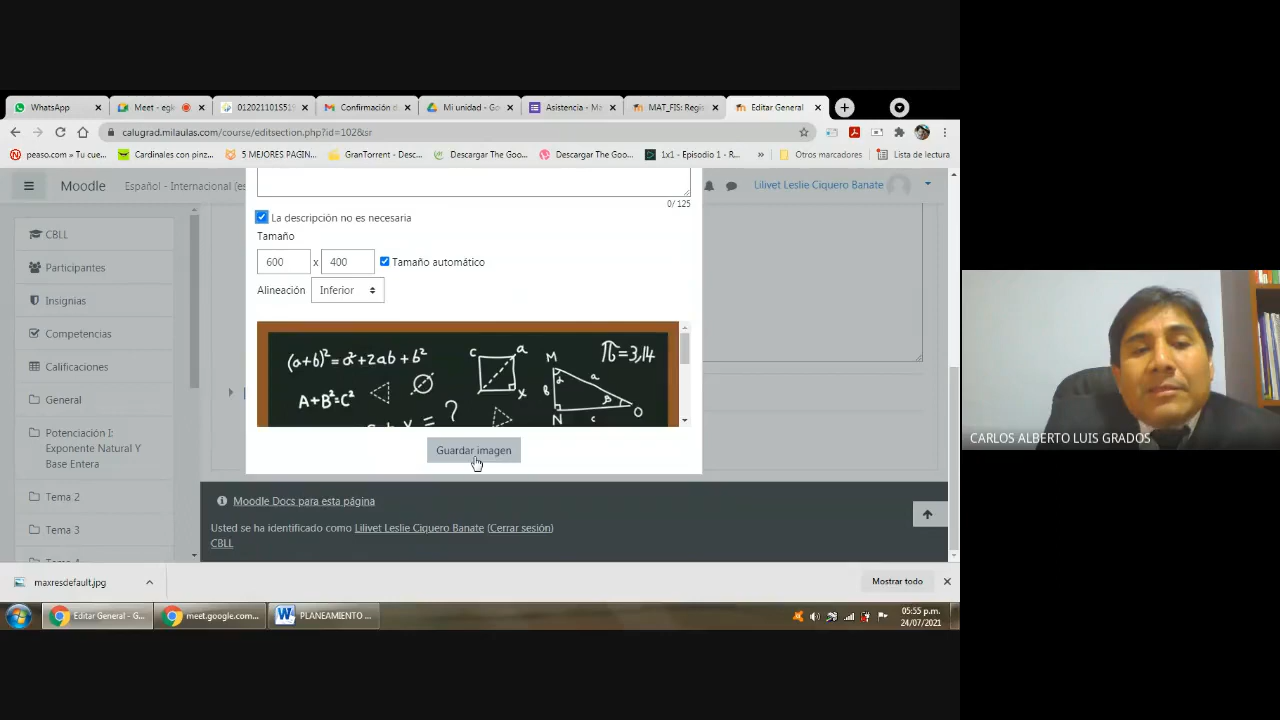 WhatsApp
Meet - egk
012021101S519
Confirmación d
Mi unidad - Go
Asistencia - Ma
MAT_FIS: Regis
Editar General
calugrad.milaulas.com/course/editsection.php?id=102&sr
peaso.com » Tu cue...
Cardinales con pinz...
5 MEJORES PAGIN...
GranTorrent - Desc...
Descargar The Goo...
Descargar The Goo...
1x1 - Episodio 1 - R...
»
Otros marcadores
Lista de lectura
Moodle
Español - Internacional (es
Lilivet Leslie Ciquero Banate
0/ 125
CBLL
La descripción no es necesaria
Tamaño
Participantes
600 x 400 Tamaño automático
Alineación Inferior
Insignias
Competencias
Calificaciones
General
Potenciación I:
Exponente Natural Y
Base Entera
Tema 2
Tema 3
(a+b)²=a²+2ab+b²
A+B²=C²
c a
x
M
α
a
B
β
N c O
π=3,14
x = ?
Guardar imagen
Moodle Docs para esta página
Usted se ha identificado como Lilivet Leslie Ciquero Banate (Cerrar sesión)
CBLL
CARLOS ALBERTO LUIS GRADOS
maxresdefault.jpg
Mostrar todo
Editar General - G...
meet.google.com...
PLANEAMIENTO ...
05:55 p.m.
24/07/2021